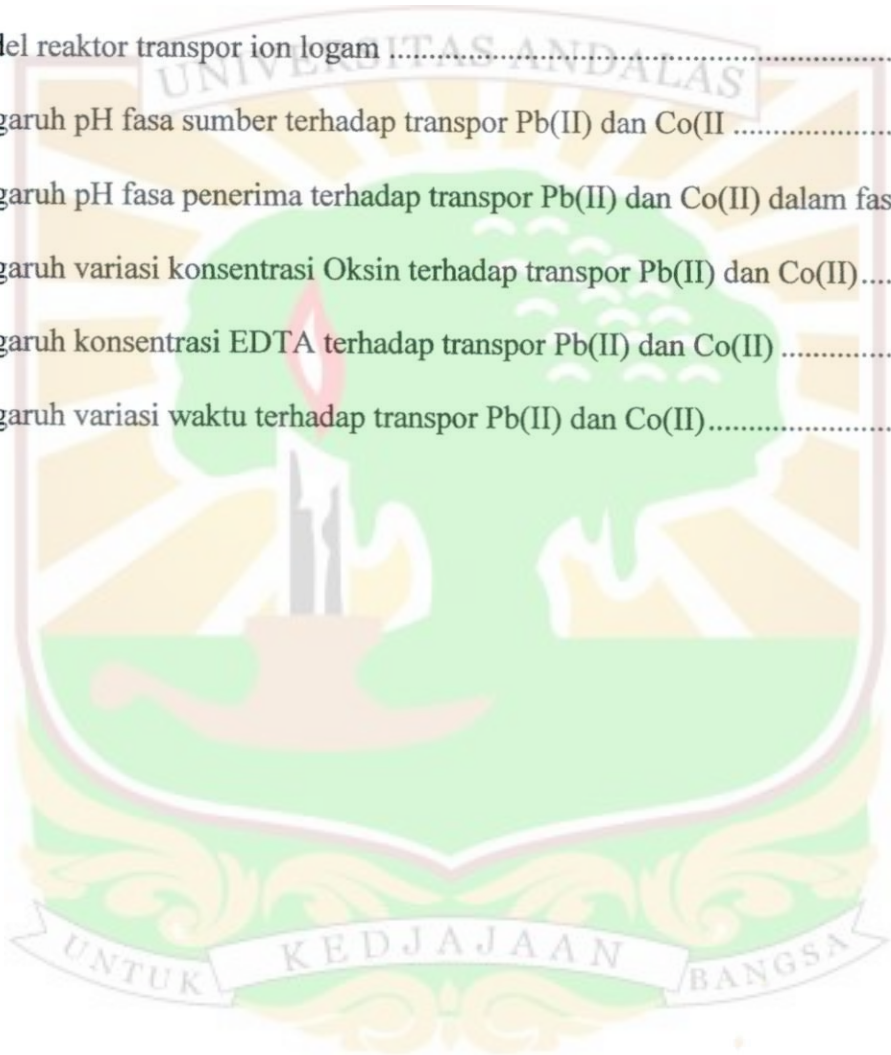 del reaktor transpor ion logam ..........................................................
UNIVERSITAS ANDALAS
garuh pH fasa sumber terhadap transpor Pb(II) dan Co(II ....................
garuh pH fasa penerima terhadap transpor Pb(II) dan Co(II) dalam fas
garuh variasi konsentrasi Oksin terhadap transpor Pb(II) dan Co(II)....
garuh konsentrasi EDTA terhadap transpor Pb(II) dan Co(II) ..............
garuh variasi waktu terhadap transpor Pb(II) dan Co(II)......................
UNTUK KEDJAJAAN BANGSA